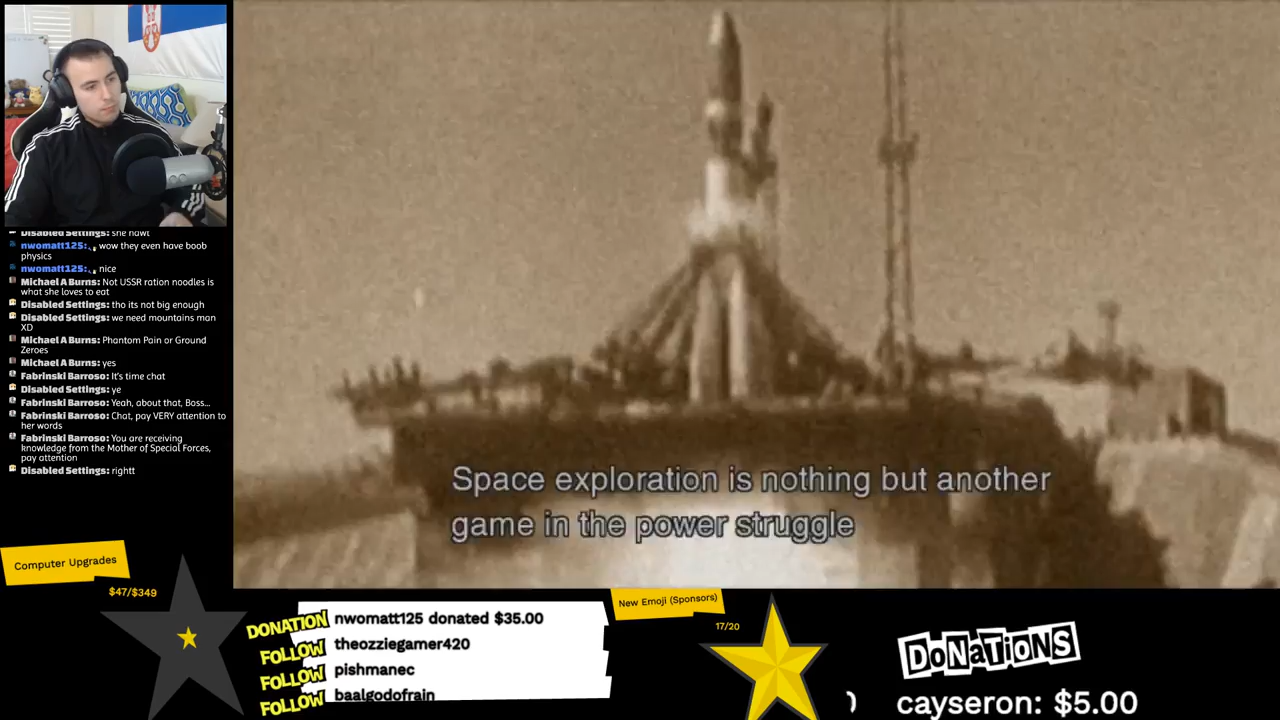 Disabled Settings: she hawt
nwomatt125: wow they even have boob
physics
nwomatt125: nice
Michael A Burns: Not USSR ration noodles is
what she loves to eat
Disabled Settings: tho its not big enough
Disabled Settings: we need mountains man
XD
Michael A Burns: Phantom Pain or Ground
Zeroes
Michael A Burns: yes
Fabrinski Barroso: It's time chat
Disabled Settings: ye
Fabrinski Barroso: Yeah, about that, Boss...
Fabrinski Barroso: Chat, pay VERY attention to
her words
Fabrinski Barroso: You are receiving
knowledge from the Mother of Special Forces,
pay attention
Disabled Settings: rightt
Space exploration is nothing but another
game in the power struggle
Computer Upgrades
$47/$349
DONATION nwomatt125 donated $35.00
FOLLOW theozziegamer420
FOLLOW pishmanec
FOLLOW baalgodofrain
New Emoji (Sponsors)
17/20
DONATIONS
) cayseron: $5.00